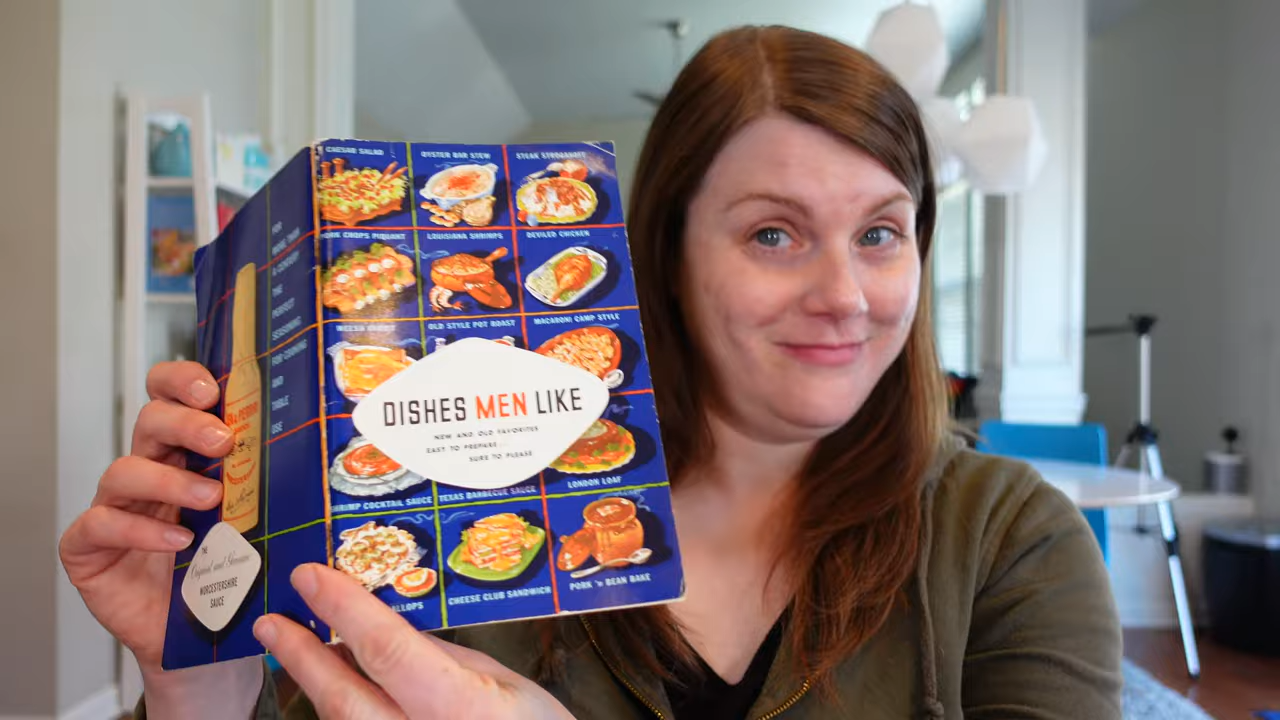 FOR
MORE THAN
A CENTURY
THE
PERFECT
SEASONING
FOR COOKING
AND
TABLE
USE
THE
Original and Genuine
WORCESTERSHIRE
SAUCE
CAESAR SALAD
OYSTER BAR STEW
STEAK STROGANOFF
PORK CHOPS PIQUANT
LOUISIANA SHRIMPS
DEVILED CHICKEN
OLD STYLE POT ROAST
MACARONI CAMP STYLE
DISHES MEN LIKE
NEW AND OLD FAVORITES
EASY TO PREPARE . .
SURE TO PLEASE
SHRIMP COCKTAIL SAUCE
TEXAS BARBECUE SAUCE
LONDON LOAF
CHEESE CLUB SANDWICH
PORK 'n BEAN BAKE